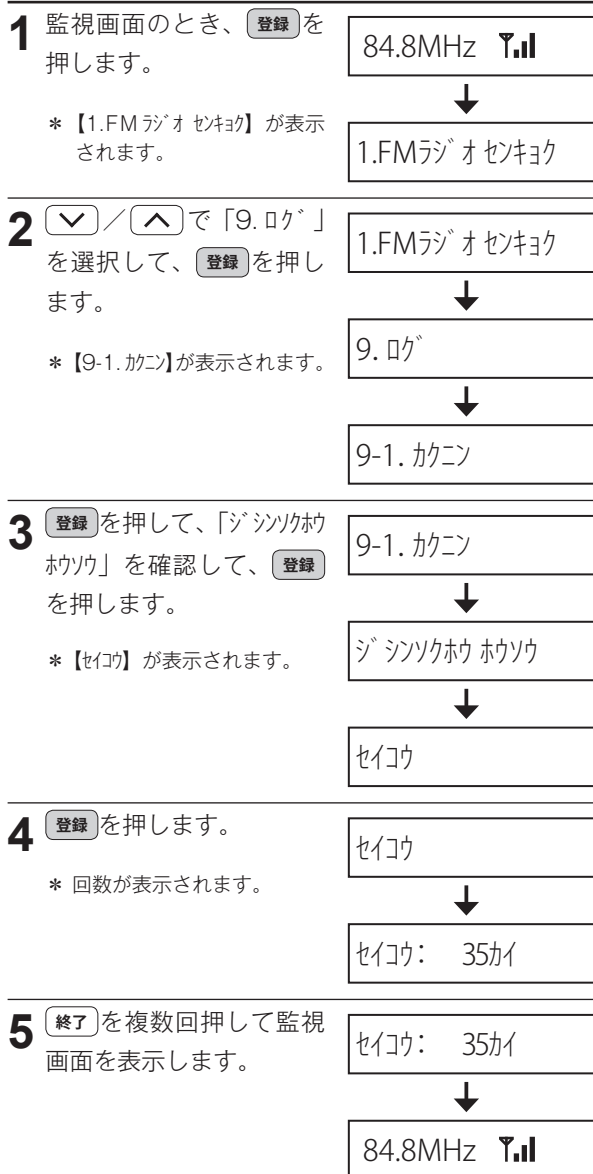 1 監視画面のとき、登録を
押します。
＊【1.FMﾗｼﾞｵ ｾﾝｷｮｸ】が表示
されます。
84.8MHz
↓
1.FMﾗｼﾞｵ ｾﾝｷｮｸ
2 ∨／∧で「9.ﾛｸﾞ」
を選択して、登録を押し
ます。
＊【9-1.ｶｸﾆﾝ】が表示されます。
1.FMﾗｼﾞｵ ｾﾝｷｮｸ
↓
9.ﾛｸﾞ
↓
9-1.ｶｸﾆﾝ
3 登録を押して、「ｼﾞｼﾝｿｸﾎｳ
ﾎｳｿｳ」を確認して、登録
を押します。
＊【ｾｲｺｳ】が表示されます。
9-1.ｶｸﾆﾝ
↓
ｼﾞｼﾝｿｸﾎｳ ﾎｳｿｳ
↓
ｾｲｺｳ
4 登録を押します。
＊ 回数が表示されます。
ｾｲｺｳ
↓
ｾｲｺｳ： 35ｶｲ
5 終了を複数回押して監視
画面を表示します。
ｾｲｺｳ： 35ｶｲ
↓
84.8MHz